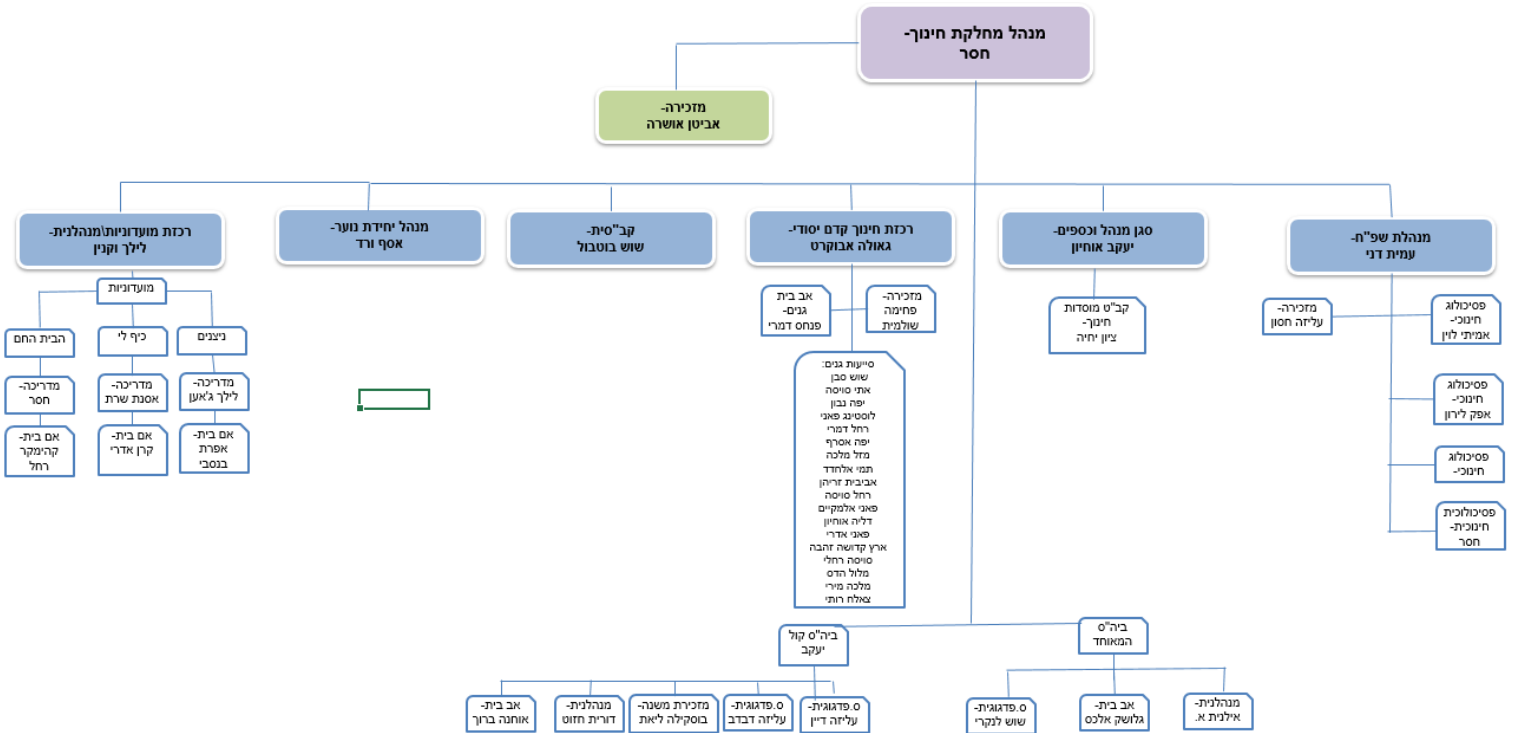 מנהל מחלקת חינוך-
חסר
מזכירה-
אביטן אושרה
מנהלת שפ"ח-
עמית דני
סגן מנהל וכספים-
יעקב אוחיון
רכזת חינוך קדם יסודי-
גאולה אבוקרט
קב"סית-
שוש בוטבול
מנהל יחידת נוער-
אסף ורד
רכזת מועדוניות\מנהלנית-
לילך וקנין
פסיכולוג
חינוכי-
אמיתי לוין
מזכירה-
עליזה חסון
פסיכולוג
חינוכי-
אפק לירון
פסיכולוג
חינוכי-
פסיכולוכית
חינוכית-
חסר
קב"ט מוסדות
חינוך-
ציון יחיה
מזכירה-
פחימה
שולמית
אב בית
גנים-
פנחס דמרי
סייעות גנים:
שוש סבן
אתי סויסה
יפה נבון
לוסטינג פאני
רחל דמרי
יפה אסרף
מזל מלכה
תמי אלחדד
אביבית זריהן
רחל סויסה
פאני אלמקייס
דליה אוחיון
פאני אדרי
ארץ קדושה זהבה
סויסה רחלי
מלול הדס
מלכה מירי
צאלח רותי
מועדוניות
ניצנים
כיף לי
הבית החם
מדריכה-
לילך ג'אען
מדריכה-
אסנת שרת
מדריכה-
חסר
אם בית-
אפרת
בנסבי
אם בית-
קרן אדרי
אם בית-
קהימקר
רחל
ביה"ס
המאוחד
ביה"ס קול
יעקב
מנהלנית-
אילנית א.
אב בית-
גלושק אלכס
ס.פדגוגית-
שוש לנקרי
ס.פדגוגית-
עליזה דיין
ס.פדגוגית-
עליזה דבדב
מזכירת משנה-
בוסקילה ליאת
מנהלנית-
דורית חזוט
אב בית-
אוחנה ברוך